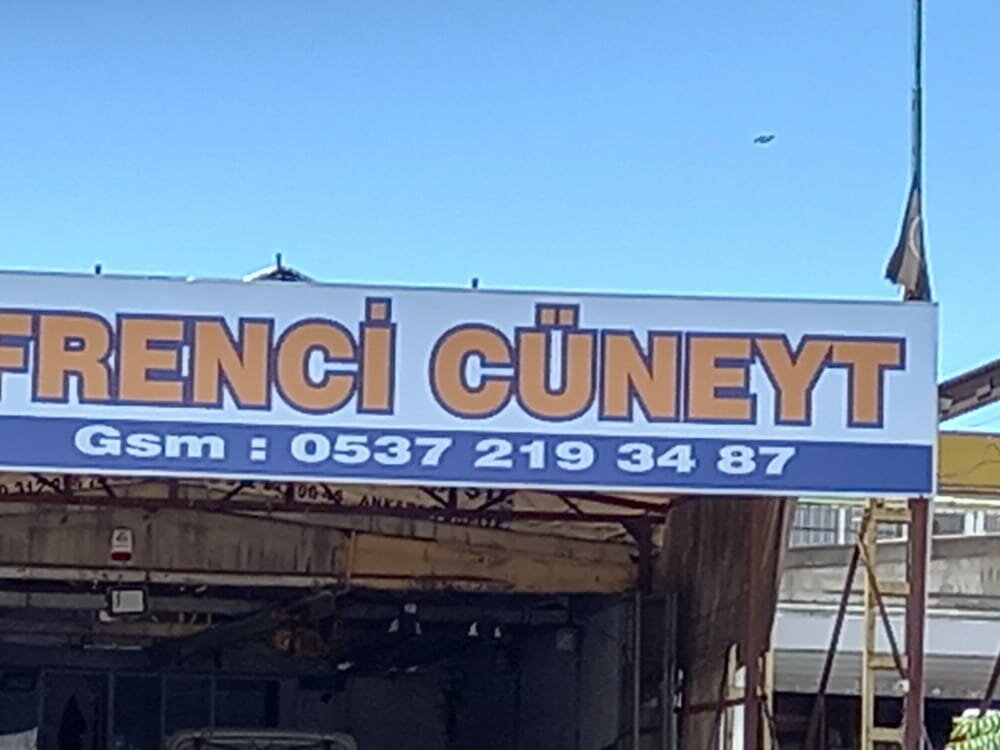 FRENCİ CÜNEYT
Gsm : 0537 219 34 87